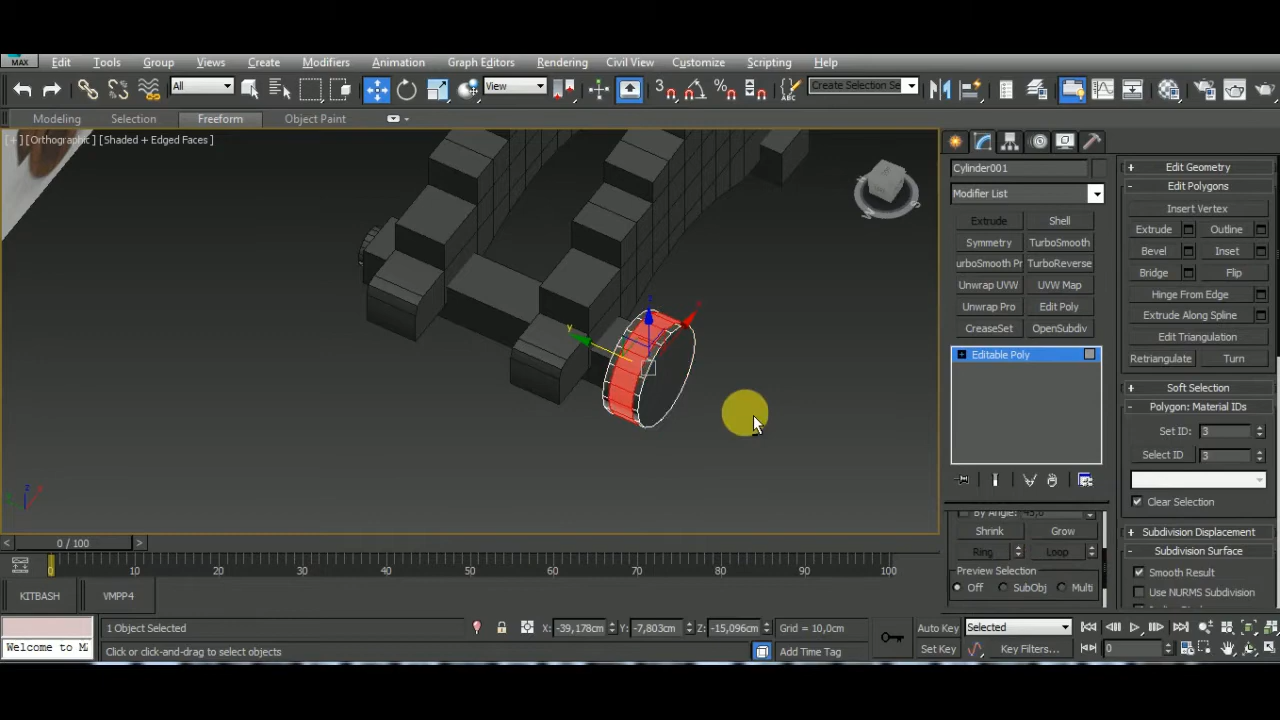 MAX Edit Tools Group Views Create Modifiers Animation Graph Editors Rendering Civil View Customize Scripting Help
All View 3 Create Selection Se
Modeling Selection Freeform Object Paint
[+] [Orthographic] [Shaded + Edged Faces]
Cylinder001
Modifier List
Extrude Shell
Symmetry TurboSmooth
urboSmooth Pr TurboReverse
Unwrap UVW UVW Map
Unwrap Pro Edit Poly
CreaseSet OpenSubdiv
Editable Poly
By Angle: 45,0
Shrink Grow
Ring Loop
Preview Selection
Off SubObj Multi
+ Edit Geometry
- Edit Polygons
Insert Vertex
Extrude Outline
Bevel Inset
Bridge Flip
Hinge From Edge
Extrude Along Spline
Edit Triangulation
Retriangulate Turn
+ Soft Selection
- Polygon: Material IDs
Set ID: 3
Select ID 3
Clear Selection
+ Subdivision Displacement
- Subdivision Surface
Smooth Result
Use NURMS Subdivision
x
y
z
< 0 / 100 >
0 10 20 30 40 50 60 70 80 90 100
KITBASH VMPP4
1 Object Selected X: -39,178cm Y: -7,803cm Z: -15,096cm Grid = 10,0cm Auto Key Selected
Welcome to M Click or click-and-drag to select objects Add Time Tag Set Key Key Filters... 0